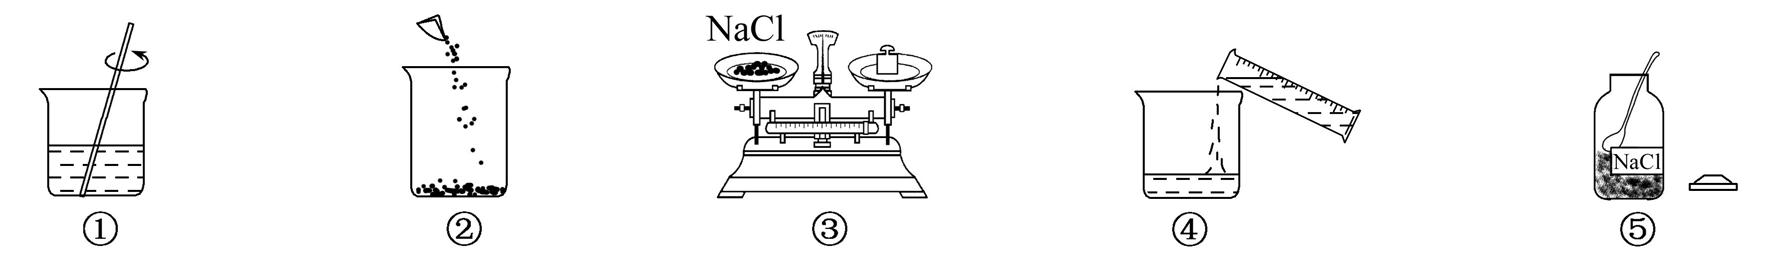 NaCl
NaCl
① ② ③ ④ ⑤